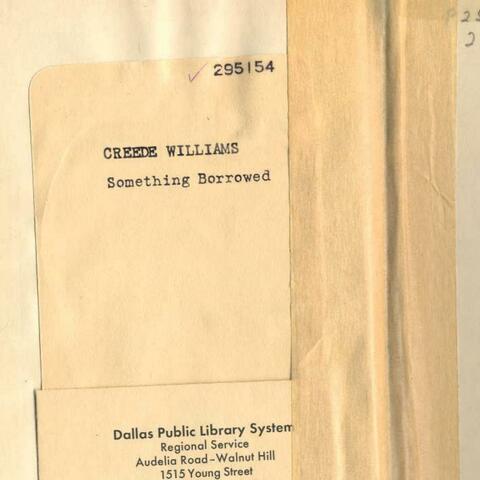 295154
CREEDE WILLIAMS
Something Borrowed
Dallas Public Library System
Regional Service
Audelia Road-Walnut Hill
1515 Young Street